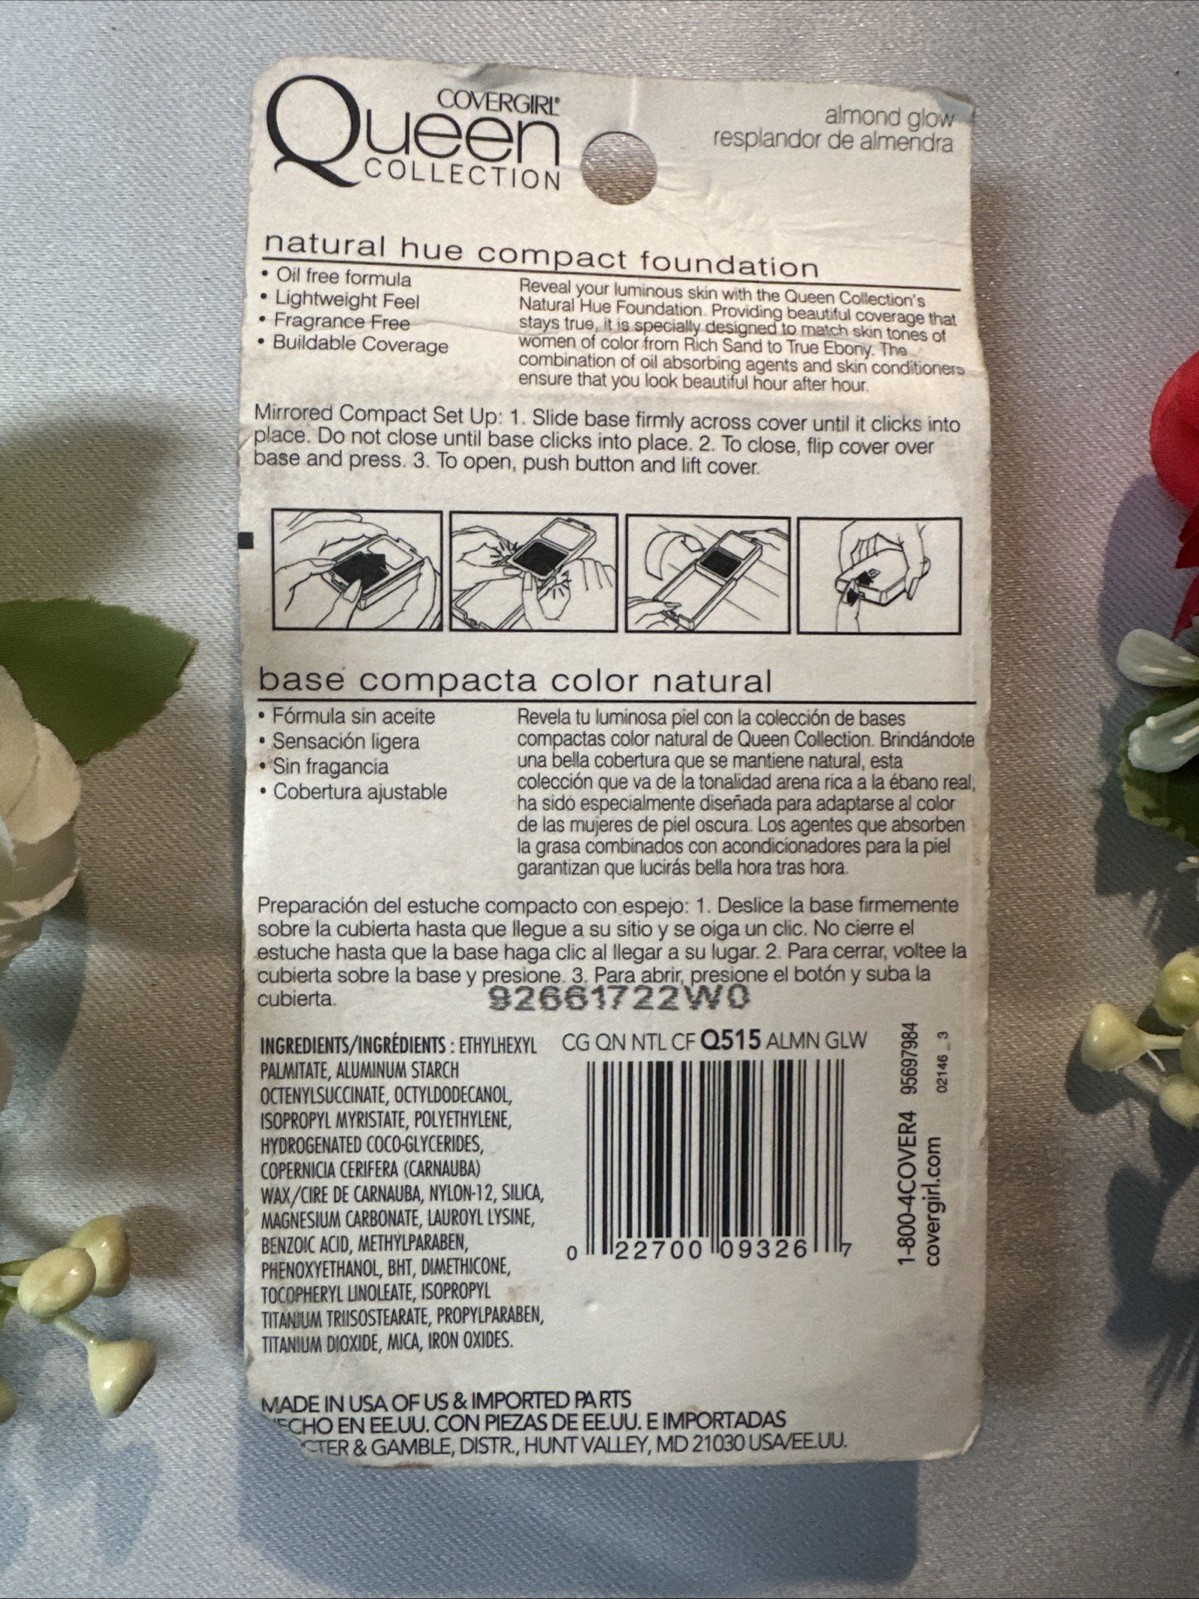 COVERGIRL®
Queen
COLLECTION
almond glow
resplandor de almendra
natural hue compact foundation
• Oil free formula
• Lightweight Feel
• Fragrance Free
• Buildable Coverage
Reveal your luminous skin with the Queen Collection's
Natural Hue Foundation. Providing beautiful coverage that
stays true, it is specially designed to match skin tones of
women of color from Rich Sand to True Ebony. The
combination of oil absorbing agents and skin conditioners
ensure that you look beautiful hour after hour.
Mirrored Compact Set Up: 1. Slide base firmly across cover until it clicks into
place. Do not close until base clicks into place. 2. To close, flip cover over
base and press. 3. To open, push button and lift cover.
base compacta color natural
• Fórmula sin aceite
• Sensación ligera
• Sin fragancia
• Cobertura ajustable
Revela tu luminosa piel con la colección de bases
compactas color natural de Queen Collection. Brindándote
una bella cobertura que se mantiene natural, esta
colección que va de la tonalidad arena rica a la ébano real,
ha sido especialmente diseñada para adaptarse al color
de las mujeres de piel oscura. Los agentes que absorben
la grasa combinados con acondicionadores para la piel
garantizan que lucirás bella hora tras hora.
Preparación del estuche compacto con espejo: 1. Deslice la base firmemente
sobre la cubierta hasta que llegue a su sitio y se oiga un clic. No cierre el
estuche hasta que la base haga clic al llegar a su lugar. 2. Para cerrar, voltee la
cubierta sobre la base y presione. 3. Para abrir, presione el botón y suba la
cubierta.
92661722W0
INGREDIENTS/INGRÉDIENTS : ETHYLHEXYL
PALMITATE, ALUMINUM STARCH
OCTENYLSUCCINATE, OCTYLDODECANOL,
ISOPROPYL MYRISTATE, POLYETHYLENE,
HYDROGENATED COCO-GLYCERIDES,
COPERNICIA CERIFERA (CARNAUBA)
WAX/CIRE DE CARNAUBA, NYLON-12, SILICA,
MAGNESIUM CARBONATE, LAUROYL LYSINE,
BENZOIC ACID, METHYLPARABEN,
PHENOXYETHANOL, BHT, DIMETHICONE,
TOCOPHERYL LINOLEATE, ISOPROPYL
TITANIUM TRIISOSTEARATE, PROPYLPARABEN,
TITANIUM DIOXIDE, MICA, IRON OXIDES.
CG QN NTL CF Q515 ALMN GLW
0 22700 09326 7
1-800-4COVER4 95697984
covergirl.com 02146_3
MADE IN USA OF US & IMPORTED PARTS
ECHO EN EE.UU. CON PIEZAS DE EE.UU. E IMPORTADAS
CTER & GAMBLE, DISTR., HUNT VALLEY, MD 21030 USA/EE.UU.